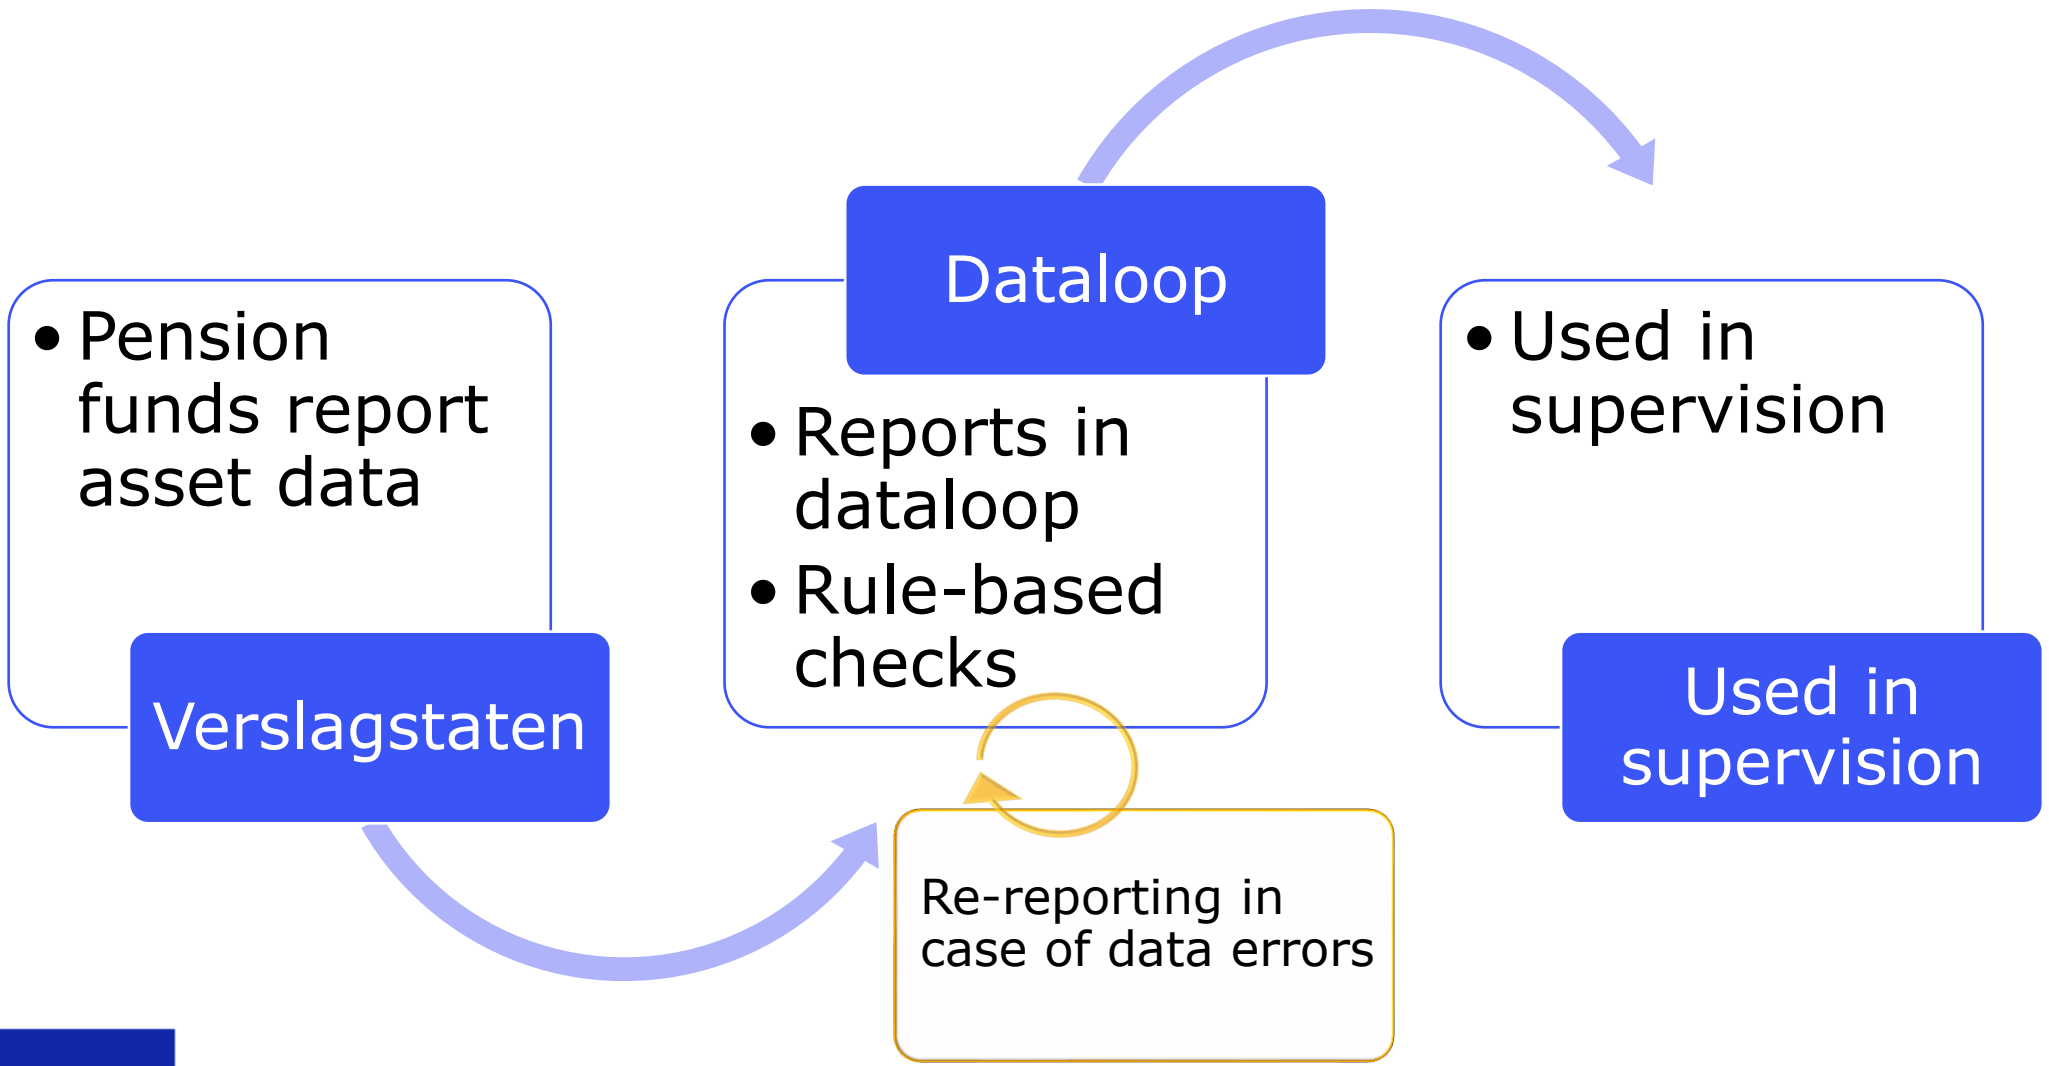 • Pension
funds report
asset data
Verslagstaten
Dataloop
• Reports in
dataloop
• Rule-based
checks
Re-reporting in
case of data errors
• Used in
supervision
Used in
supervision